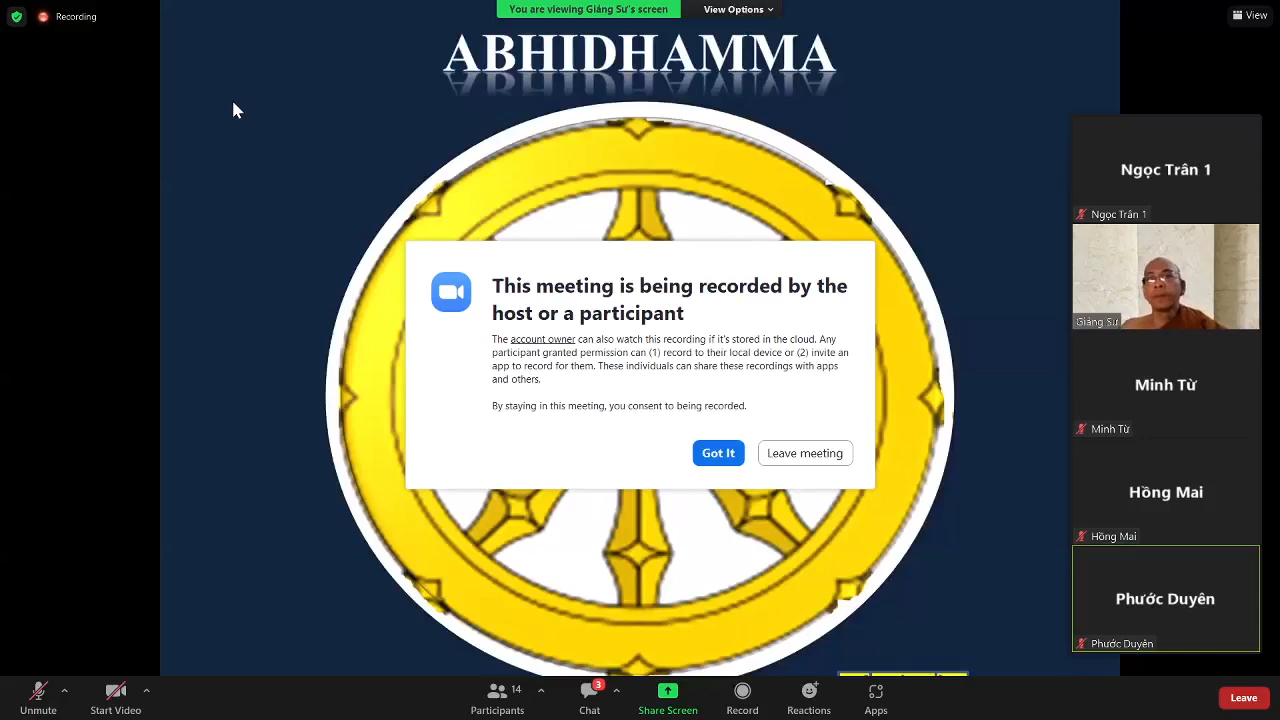 Recording
You are viewing Giảng Sư's screen
View Options
View
ABHIDHAMMA
Ngọc Trân 1
Ngọc Trân 1
Giảng Sư
Minh Từ
Minh Từ
Hồng Mai
Hồng Mai
Phước Duyên
Phước Duyên
This meeting is being recorded by the
host or a participant
The account owner can also watch this recording if it's stored in the cloud. Any
participant granted permission can (1) record to their local device or (2) invite an
app to record for them. These individuals can share these recordings with apps
and others.
By staying in this meeting, you consent to being recorded.
Got It
Leave meeting
Unmute
Start Video
14
Participants
3
Chat
Share Screen
Record
Reactions
Apps
Leave